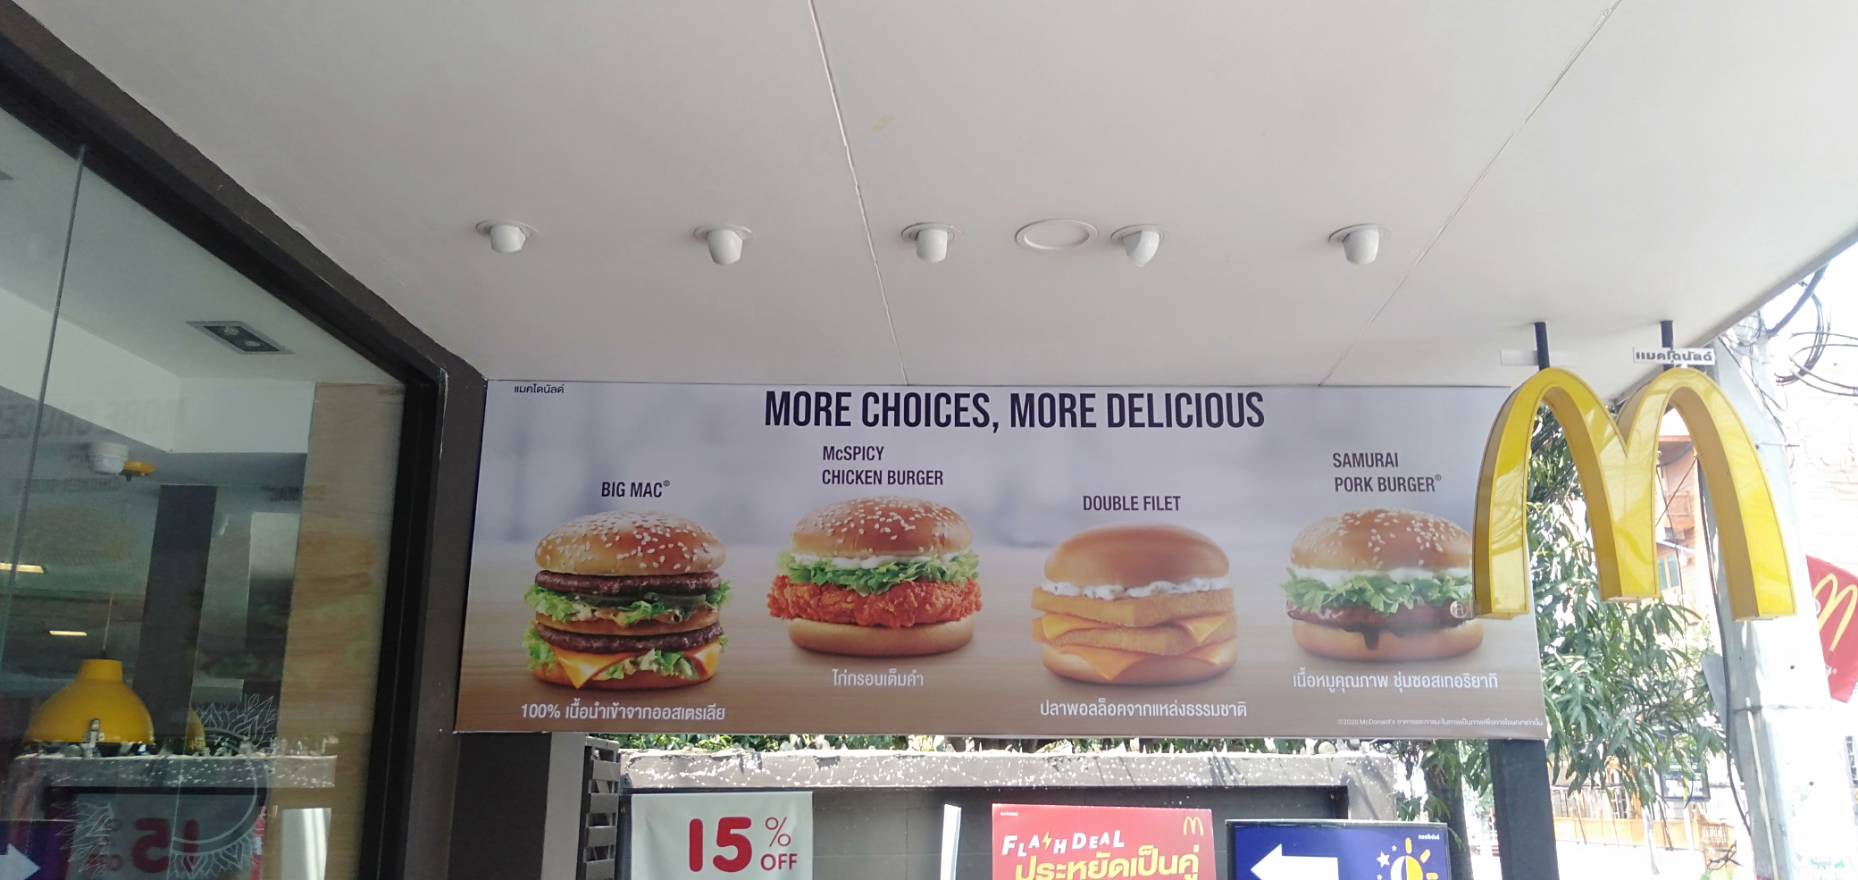 แมคโดนัลด์
MORE CHOICES, MORE DELICIOUS
BIG MAC®
100% เนื้อนำเข้าจากออสเตรเลีย
McSPICY
CHICKEN BURGER
ไก่กรอบเต็มคำ
DOUBLE FILET
ปลาพอลล็อคจากแหล่งธรรมชาติ
SAMURAI
PORK BURGER®
เนื้อหมูคุณภาพ ชุ่มซอสเทอริยากิ
แมคโดนัลด์
15% OFF
FLASH DEAL
ประหยัดเป็นคู่